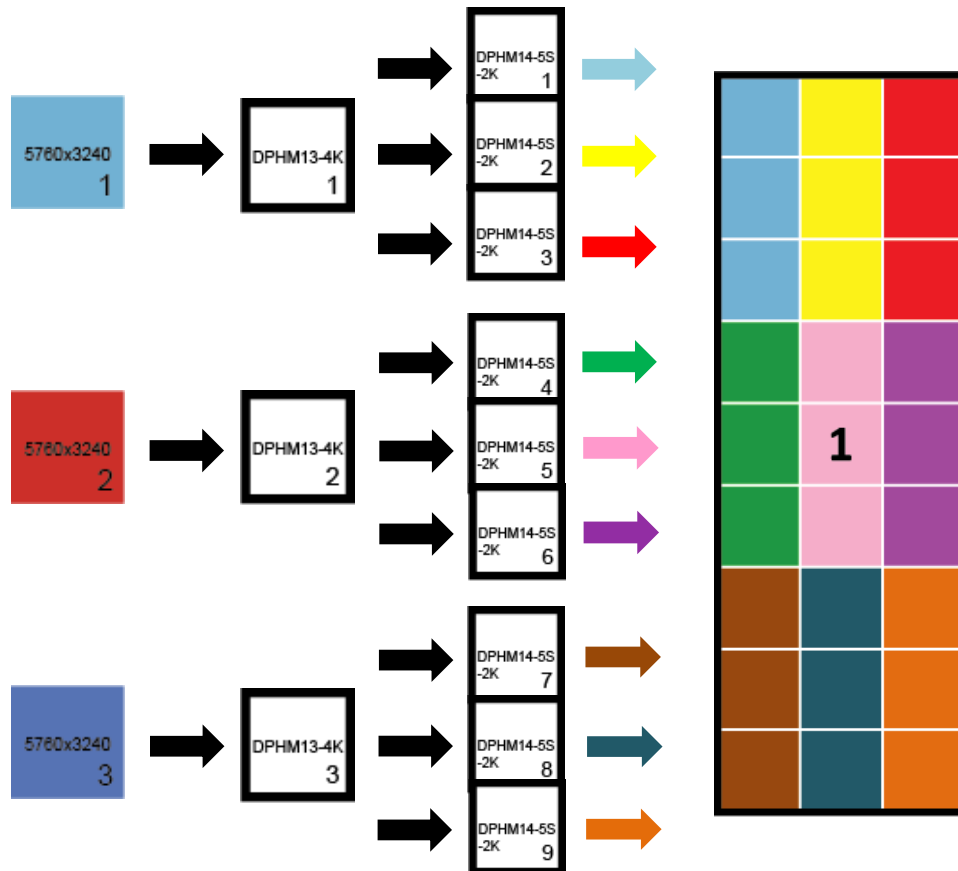 DPHM14-5S
-2K
1
5760x3240
1
DPHM13-4K
1
DPHM14-5S
-2K
2
DPHM14-5S
-2K
3
DPHM14-5S
-2K
4
5760x3240
2
DPHM13-4K
2
DPHM14-5S
-2K
5
DPHM14-5S
-2K
6
1
DPHM14-5S
-2K
7
5760x3240
3
DPHM13-4K
3
DPHM14-5S
-2K
8
DPHM14-5S
-2K
9